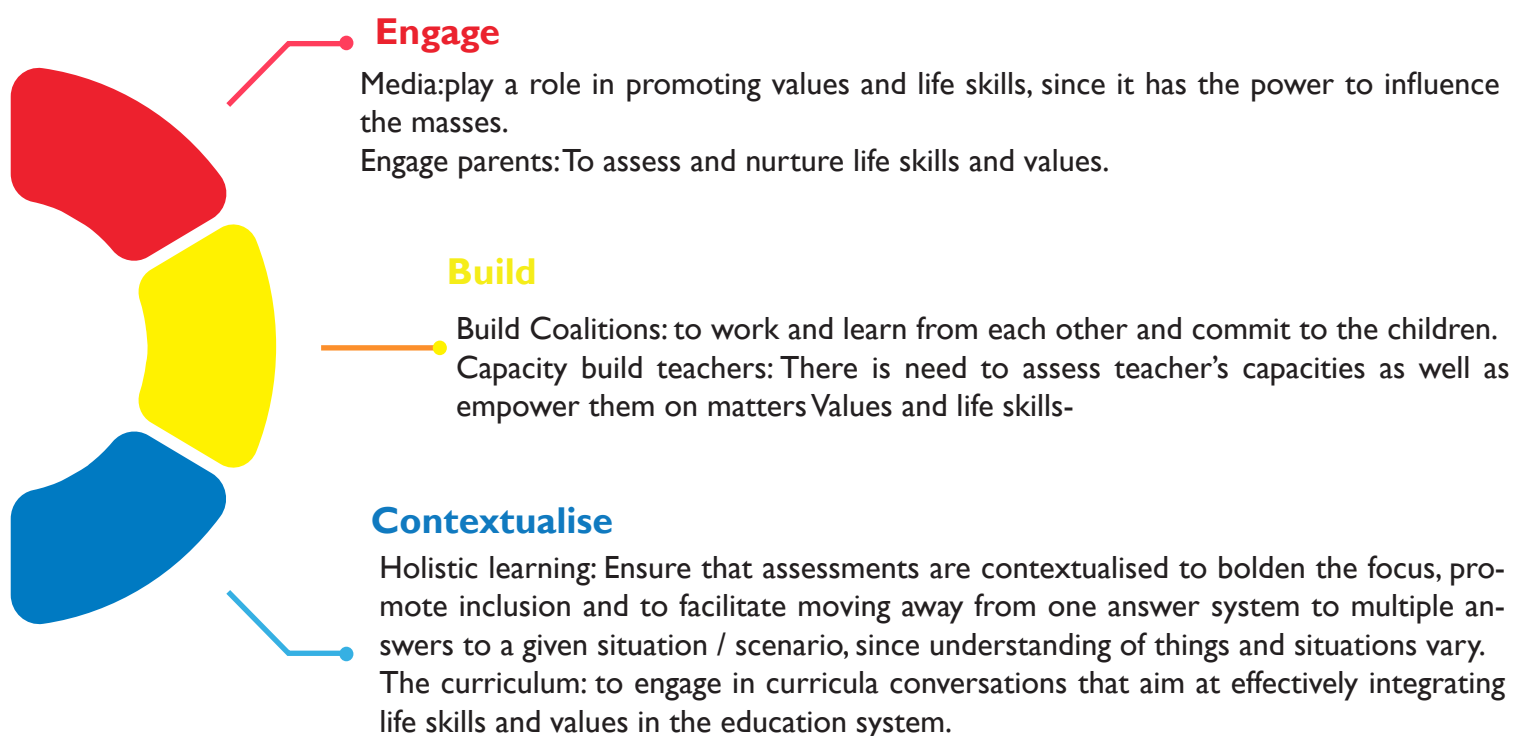 Engage
Media:play a role in promoting values and life skills, since it has the power to influence
the masses.
Engage parents: To assess and nurture life skills and values.
Build
Build Coalitions: to work and learn from each other and commit to the children.
Capacity build teachers: There is need to assess teacher’s capacities as well as
empower them on matters Values and life skills-
Contextualise
Holistic learning: Ensure that assessments are contextualised to bolden the focus, pro-
mote inclusion and to facilitate moving away from one answer system to multiple an-
swers to a given situation / scenario, since understanding of things and situations vary.
The curriculum: to engage in curricula conversations that aim at effectively integrating
life skills and values in the education system.